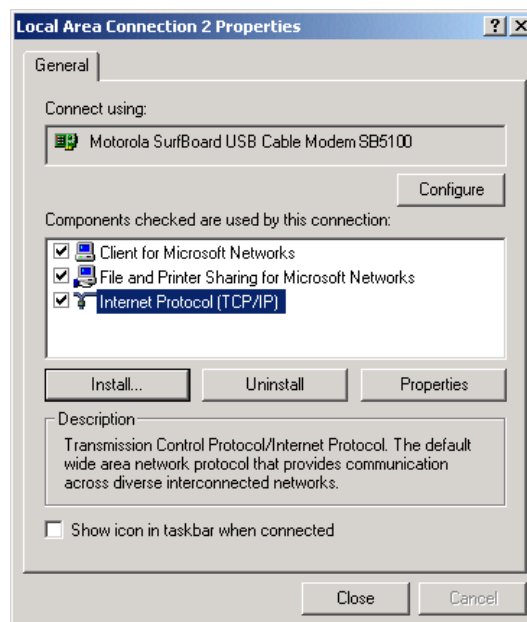 Local Area Connection 2 Properties
General
Connect using:
Motorola SurfBoard USB Cable Modem SB5100
Configure
Components checked are used by this connection:
Client for Microsoft Networks
File and Printer Sharing for Microsoft Networks
Internet Protocol (TCP/IP)
Install... Uninstall Properties
Description
Transmission Control Protocol/Internet Protocol. The default
wide area network protocol that provides communication
across diverse interconnected networks.
Show icon in taskbar when connected
Close Cancel